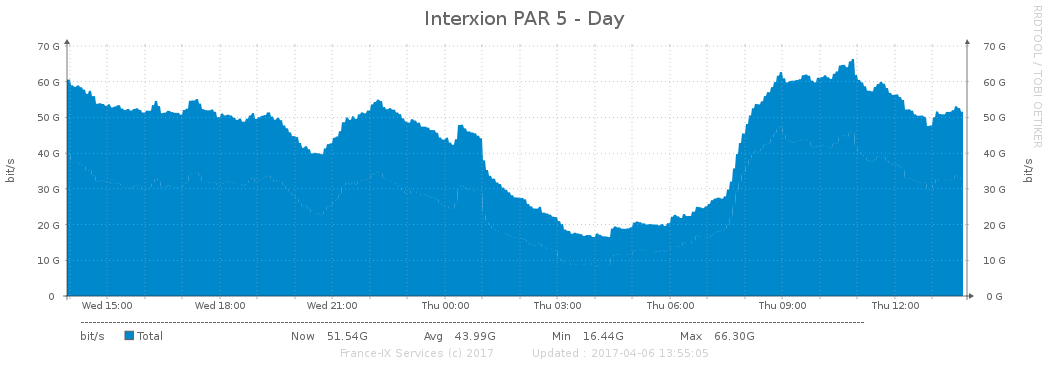 Interxion PAR 5 - Day
RRDTOOL / TOBI OETIKER
70 G 70 G
60 G 60 G
50 G 50 G
40 G 40 G
30 G 30 G
20 G 20 G
10 G 10 G
0 0 G
bit/s
bit/s
Wed 15:00 Wed 18:00 Wed 21:00 Thu 00:00 Thu 03:00 Thu 06:00 Thu 09:00 Thu 12:00
bit/s Total Now 51.54G Avg 43.99G Min 16.44G Max 66.30G
France-IX Services (c) 2017 Updated : 2017-04-06 13:55:05